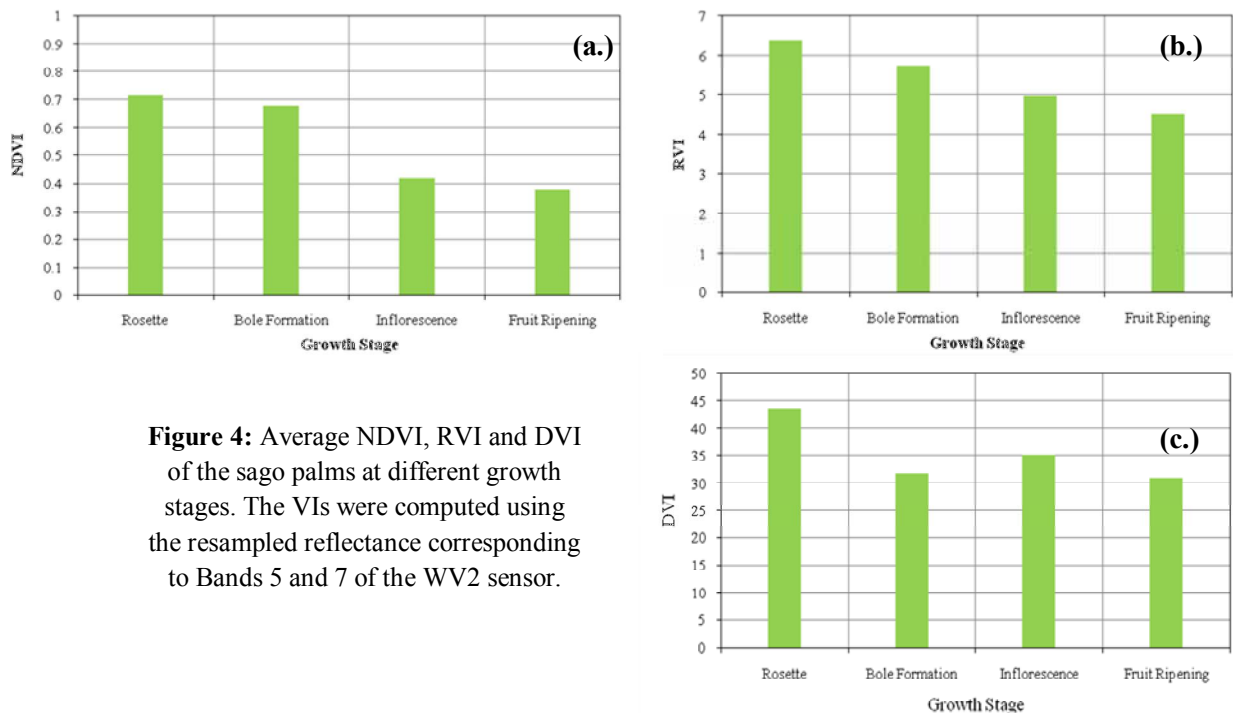 (a.)
1
0.9
0.8
0.7
0.6
0.5
0.4
0.3
0.2
0.1
0
NDVI
Rosette Bole Formation Inflorescence Fruit Ripening
Growth Stage
(b.)
7
6
5
4
3
2
1
0
RVI
Rosette Bole Formation Inflorescence Fruit Ripening
Growth Stage
Figure 4: Average NDVI, RVI and DVI
of the sago palms at different growth
stages. The VIs were computed using
the resampled reflectance corresponding
to Bands 5 and 7 of the WV2 sensor.
(c.)
50
45
40
35
30
25
20
15
10
5
0
DVI
Rosette Bole Formation Inflorescence Fruit Ripening
Growth Stage